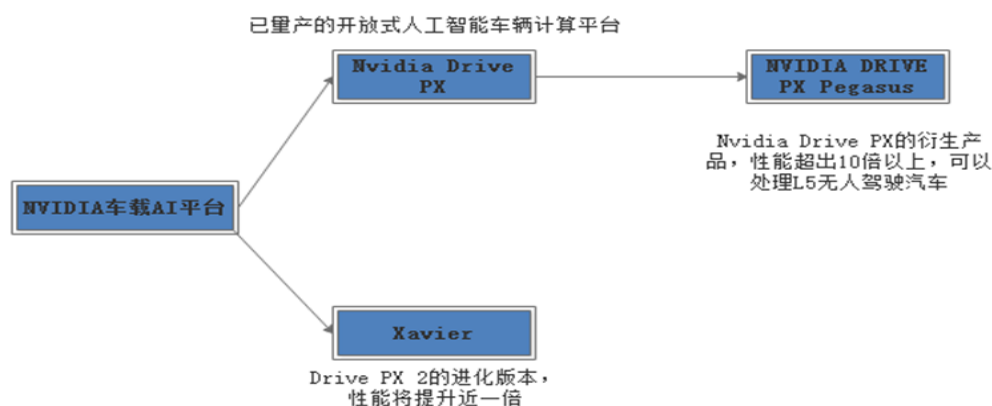 已量产的开放式人工智能车辆计算平台
Nvidia Drive
PX
NVIDIA DRIVE
PX Pegasus
Nvidia Drive PX的衍生产
品，性能超出10倍以上，可以
处理L5无人驾驶汽车
NVIDIA车载AI平台
Xavier
Drive PX 2的进化版本，
性能将提升近一倍